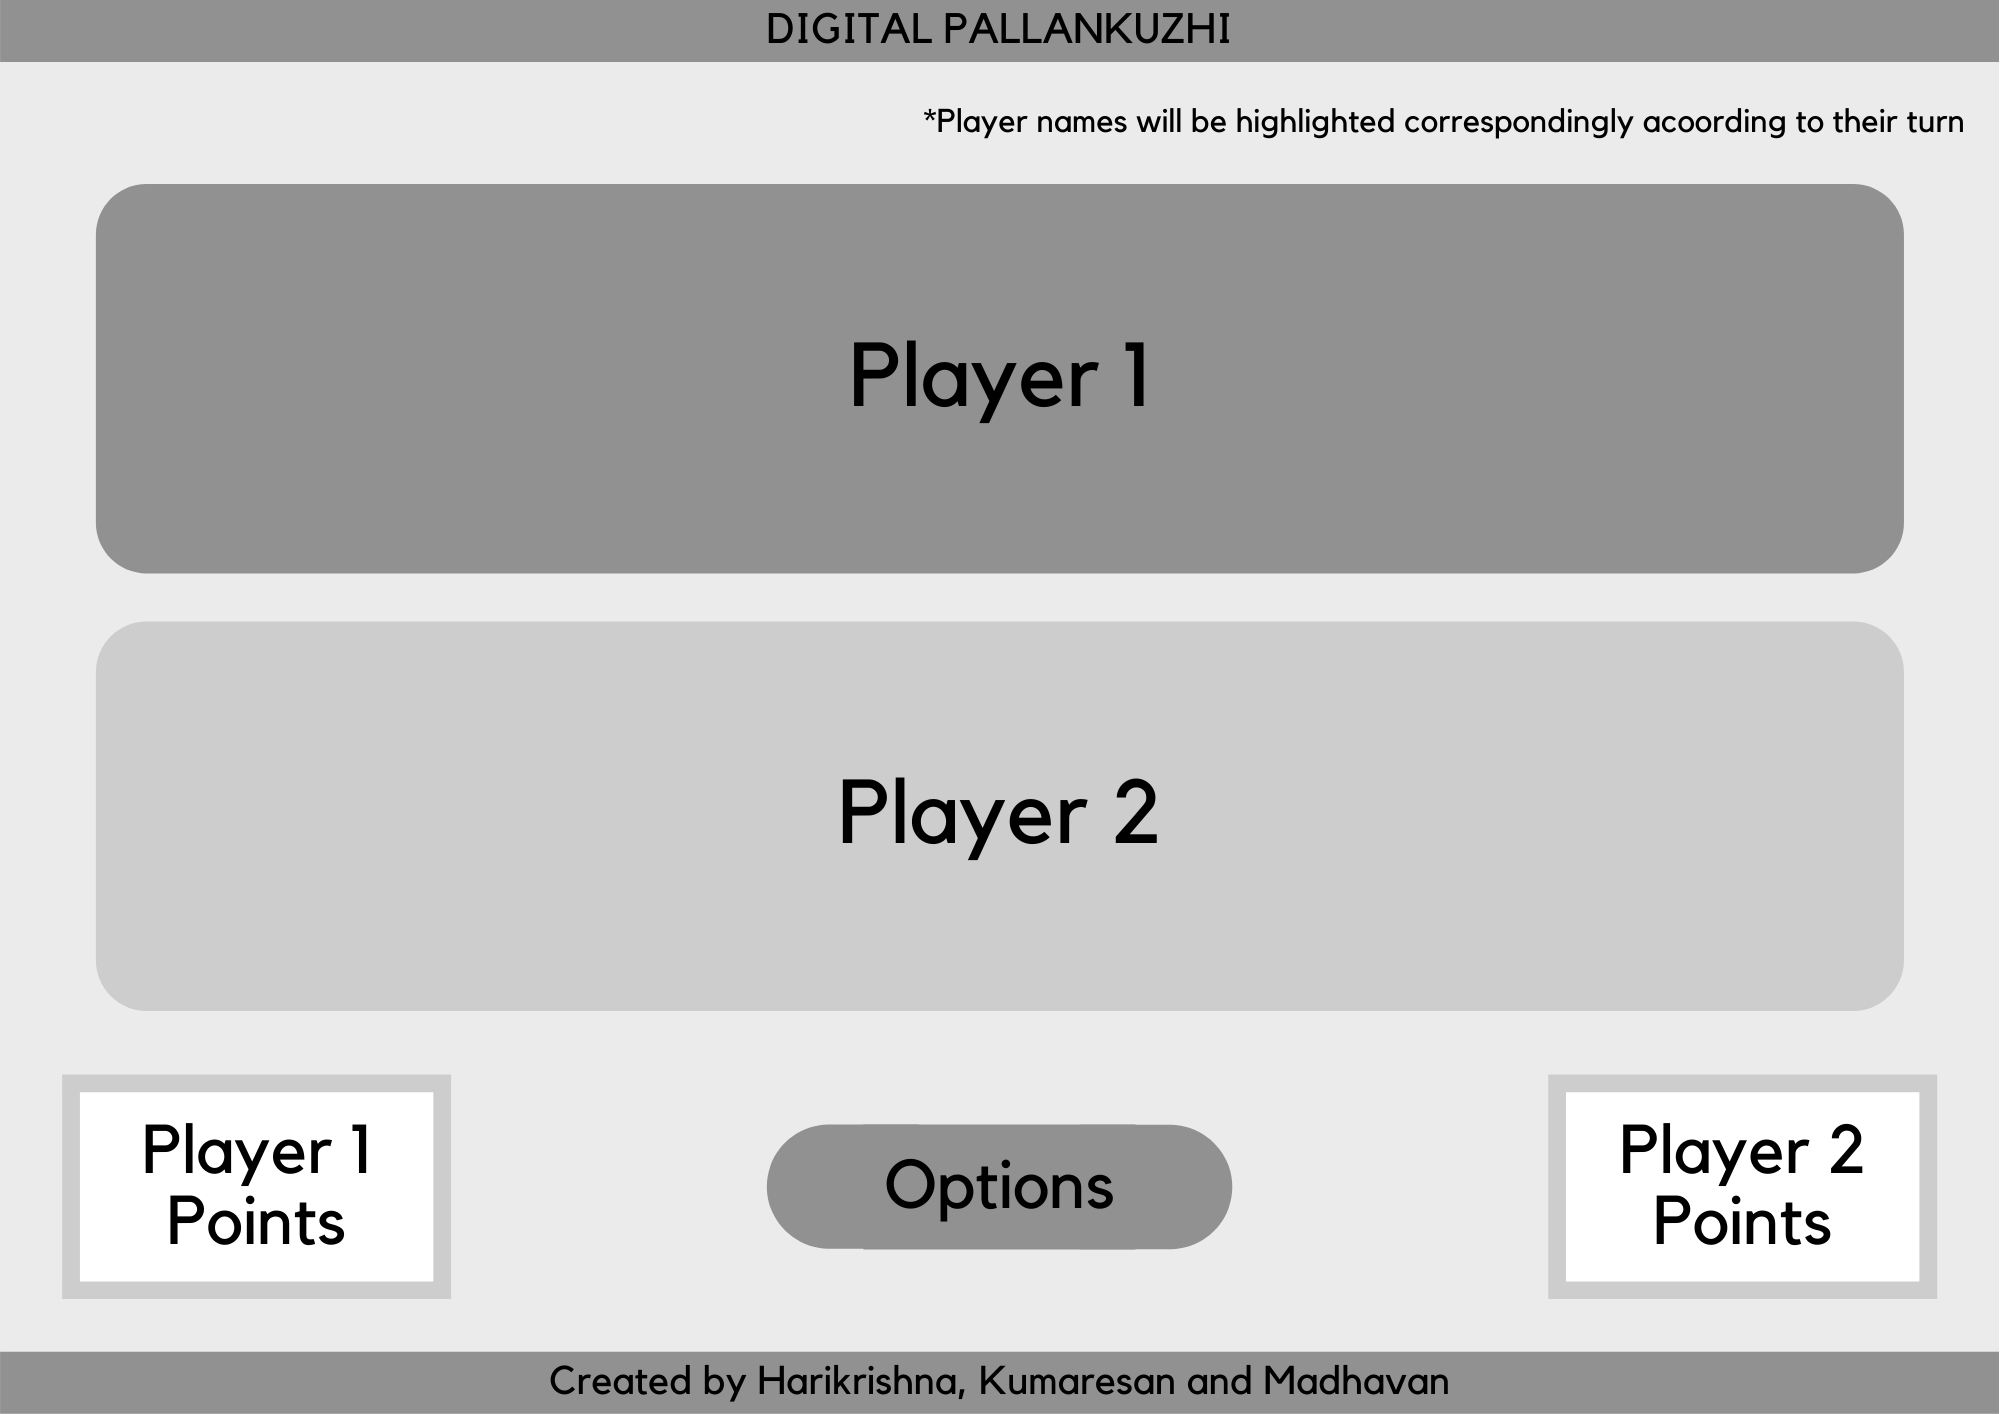 DIGITAL PALLANKUZHI
*Player names will be highlighted correspondingly acoording to their turn
Player 1
Player 2
Player 1
Points
Options
Player 2
Points
Created by Harikrishna, Kumaresan and Madhavan